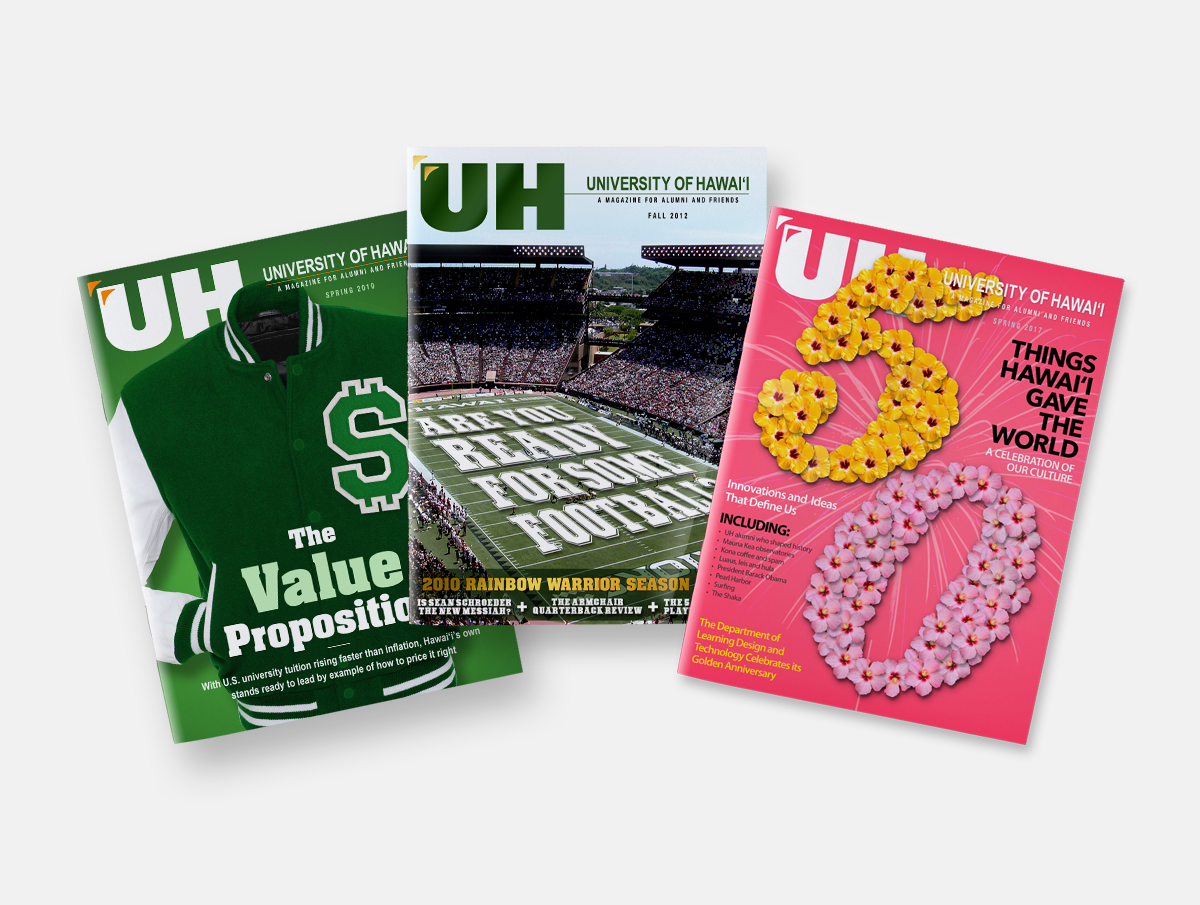 UH
UNIVERSITY OF HAWA
A MAGAZINE FOR ALUMNI AND FRIEN
SPRING 2010
$
The
Value
Propositio
With U.S. university tuition rising faster than inflation, Hawai‘i’s own
stands ready to lead by example of how to price it right
UH
UNIVERSITY OF HAWAI‘I
A MAGAZINE FOR ALUMNI AND FRIENDS
FALL 2012
HAWAI
ARE YOU
READY
FOR SOME
FOOTBALL
2010 RAINBOW WARRIOR SEASON
IS SEAN SCHROEDER
THE NEW MESSIAH?
+
THE ARMCHAIR
QUARTERBACK REVIEW
+
THE S
PLAY
UH
UNIVERSITY OF HAWAI‘I
A MAGAZINE FOR ALUMNI AND FRIENDS
SPRING 2017
50
THINGS
HAWAI‘I
GAVE
THE
WORLD
A CELEBRATION OF
OUR CULTURE
Innovations and Ideas
That Define Us
INCLUDING:
• UH alumni who shaped history
• Mauna Kea observatories
• Kona coffee and spam
• Luaus, leis and hula
• President Barack Obama
• Pearl Harbor
• Surfing
• The Shaka
The Department of
Learning Design and
Technology Celebrates its
Golden Anniversary